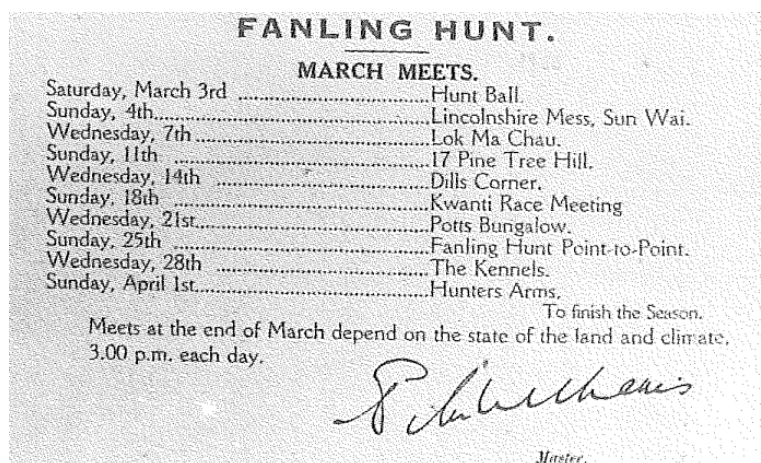 FANLING HUNT.
MARCH MEETS.
Saturday, March 3rd ........................................Hunt Ball.
Sunday, 4th........................................Lincolnshire Mess, Sun Wai.
Wednesday, 7th........................................Lok Ma Chau.
Sunday, 11th ........................................17 Pine Tree Hill.
Wednesday, 14th ........................................Dills Corner.
Sunday, 18th ........................................Kwanti Race Meeting
Wednesday, 21st........................................Potts Bungalow.
Sunday, 25th ........................................Fanling Hunt Point-to-Point.
Wednesday, 28th ........................................The Kennels.
Sunday, April 1st........................................Hunters Arms.
To finish the Season.
Meets at the end of March depend on the state of the land and climate.
3.00 p.m. each day.
Master.